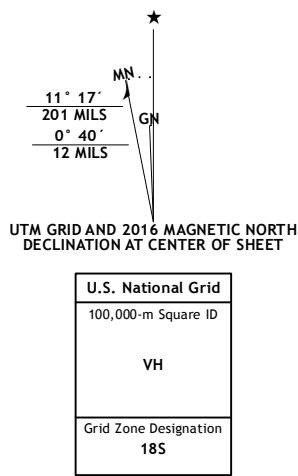 ★
MN
11° 17´
201 MILS
GN
0° 40´
12 MILS
UTM GRID AND 2016 MAGNETIC NORTH
DECLINATION AT CENTER OF SHEET
U.S. National Grid
100,000-m Square ID
VH
Grid Zone Designation
18S